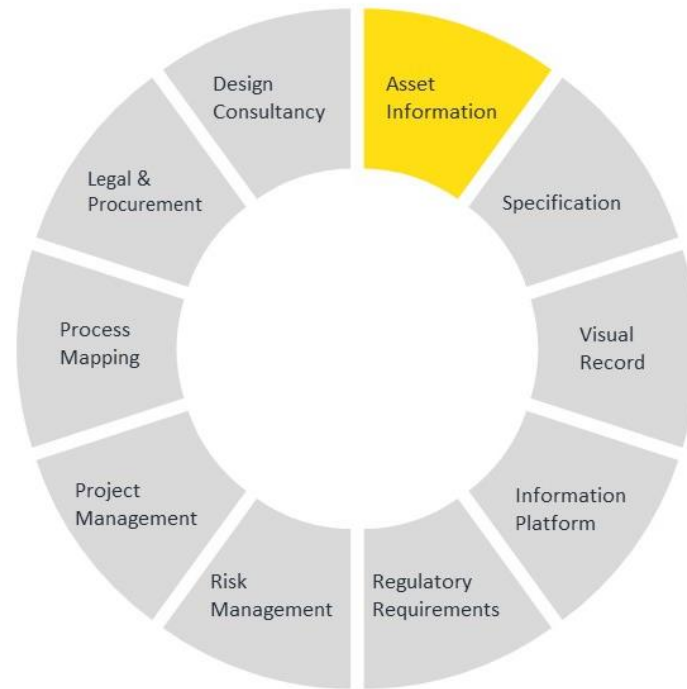 Asset
Information
Specification
Visual
Record
Information
Platform
Regulatory
Requirements
Risk
Management
Project
Management
Process
Mapping
Legal &
Procurement
Design
Consultancy